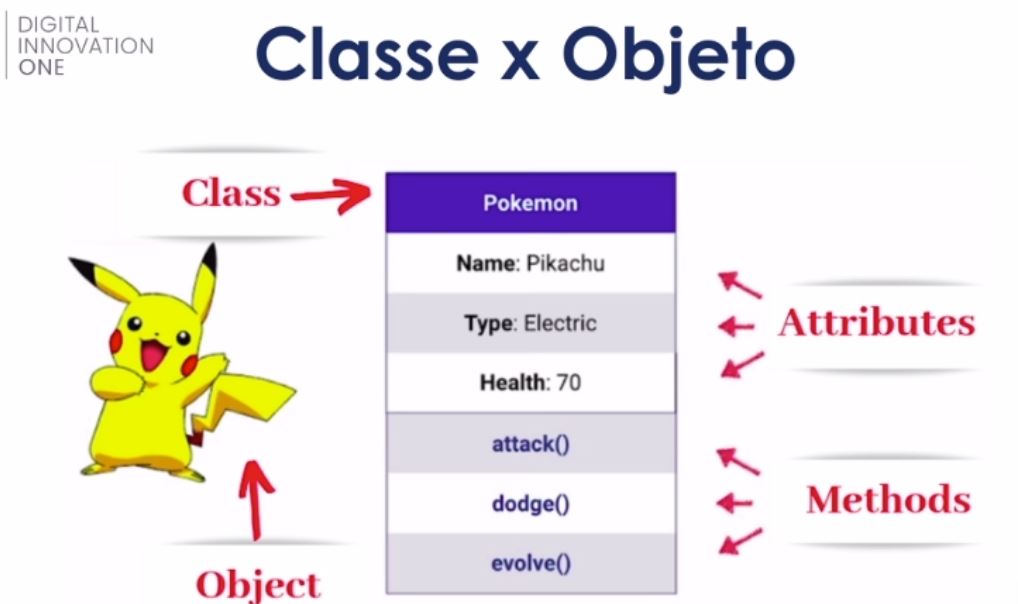 DIGITAL
INNOVATION
ONE
Classe x Objeto
Class
Pokemon
Name: Pikachu
Type: Electric
Health: 70
attack()
dodge()
evolve()
Attributes
Methods
Object